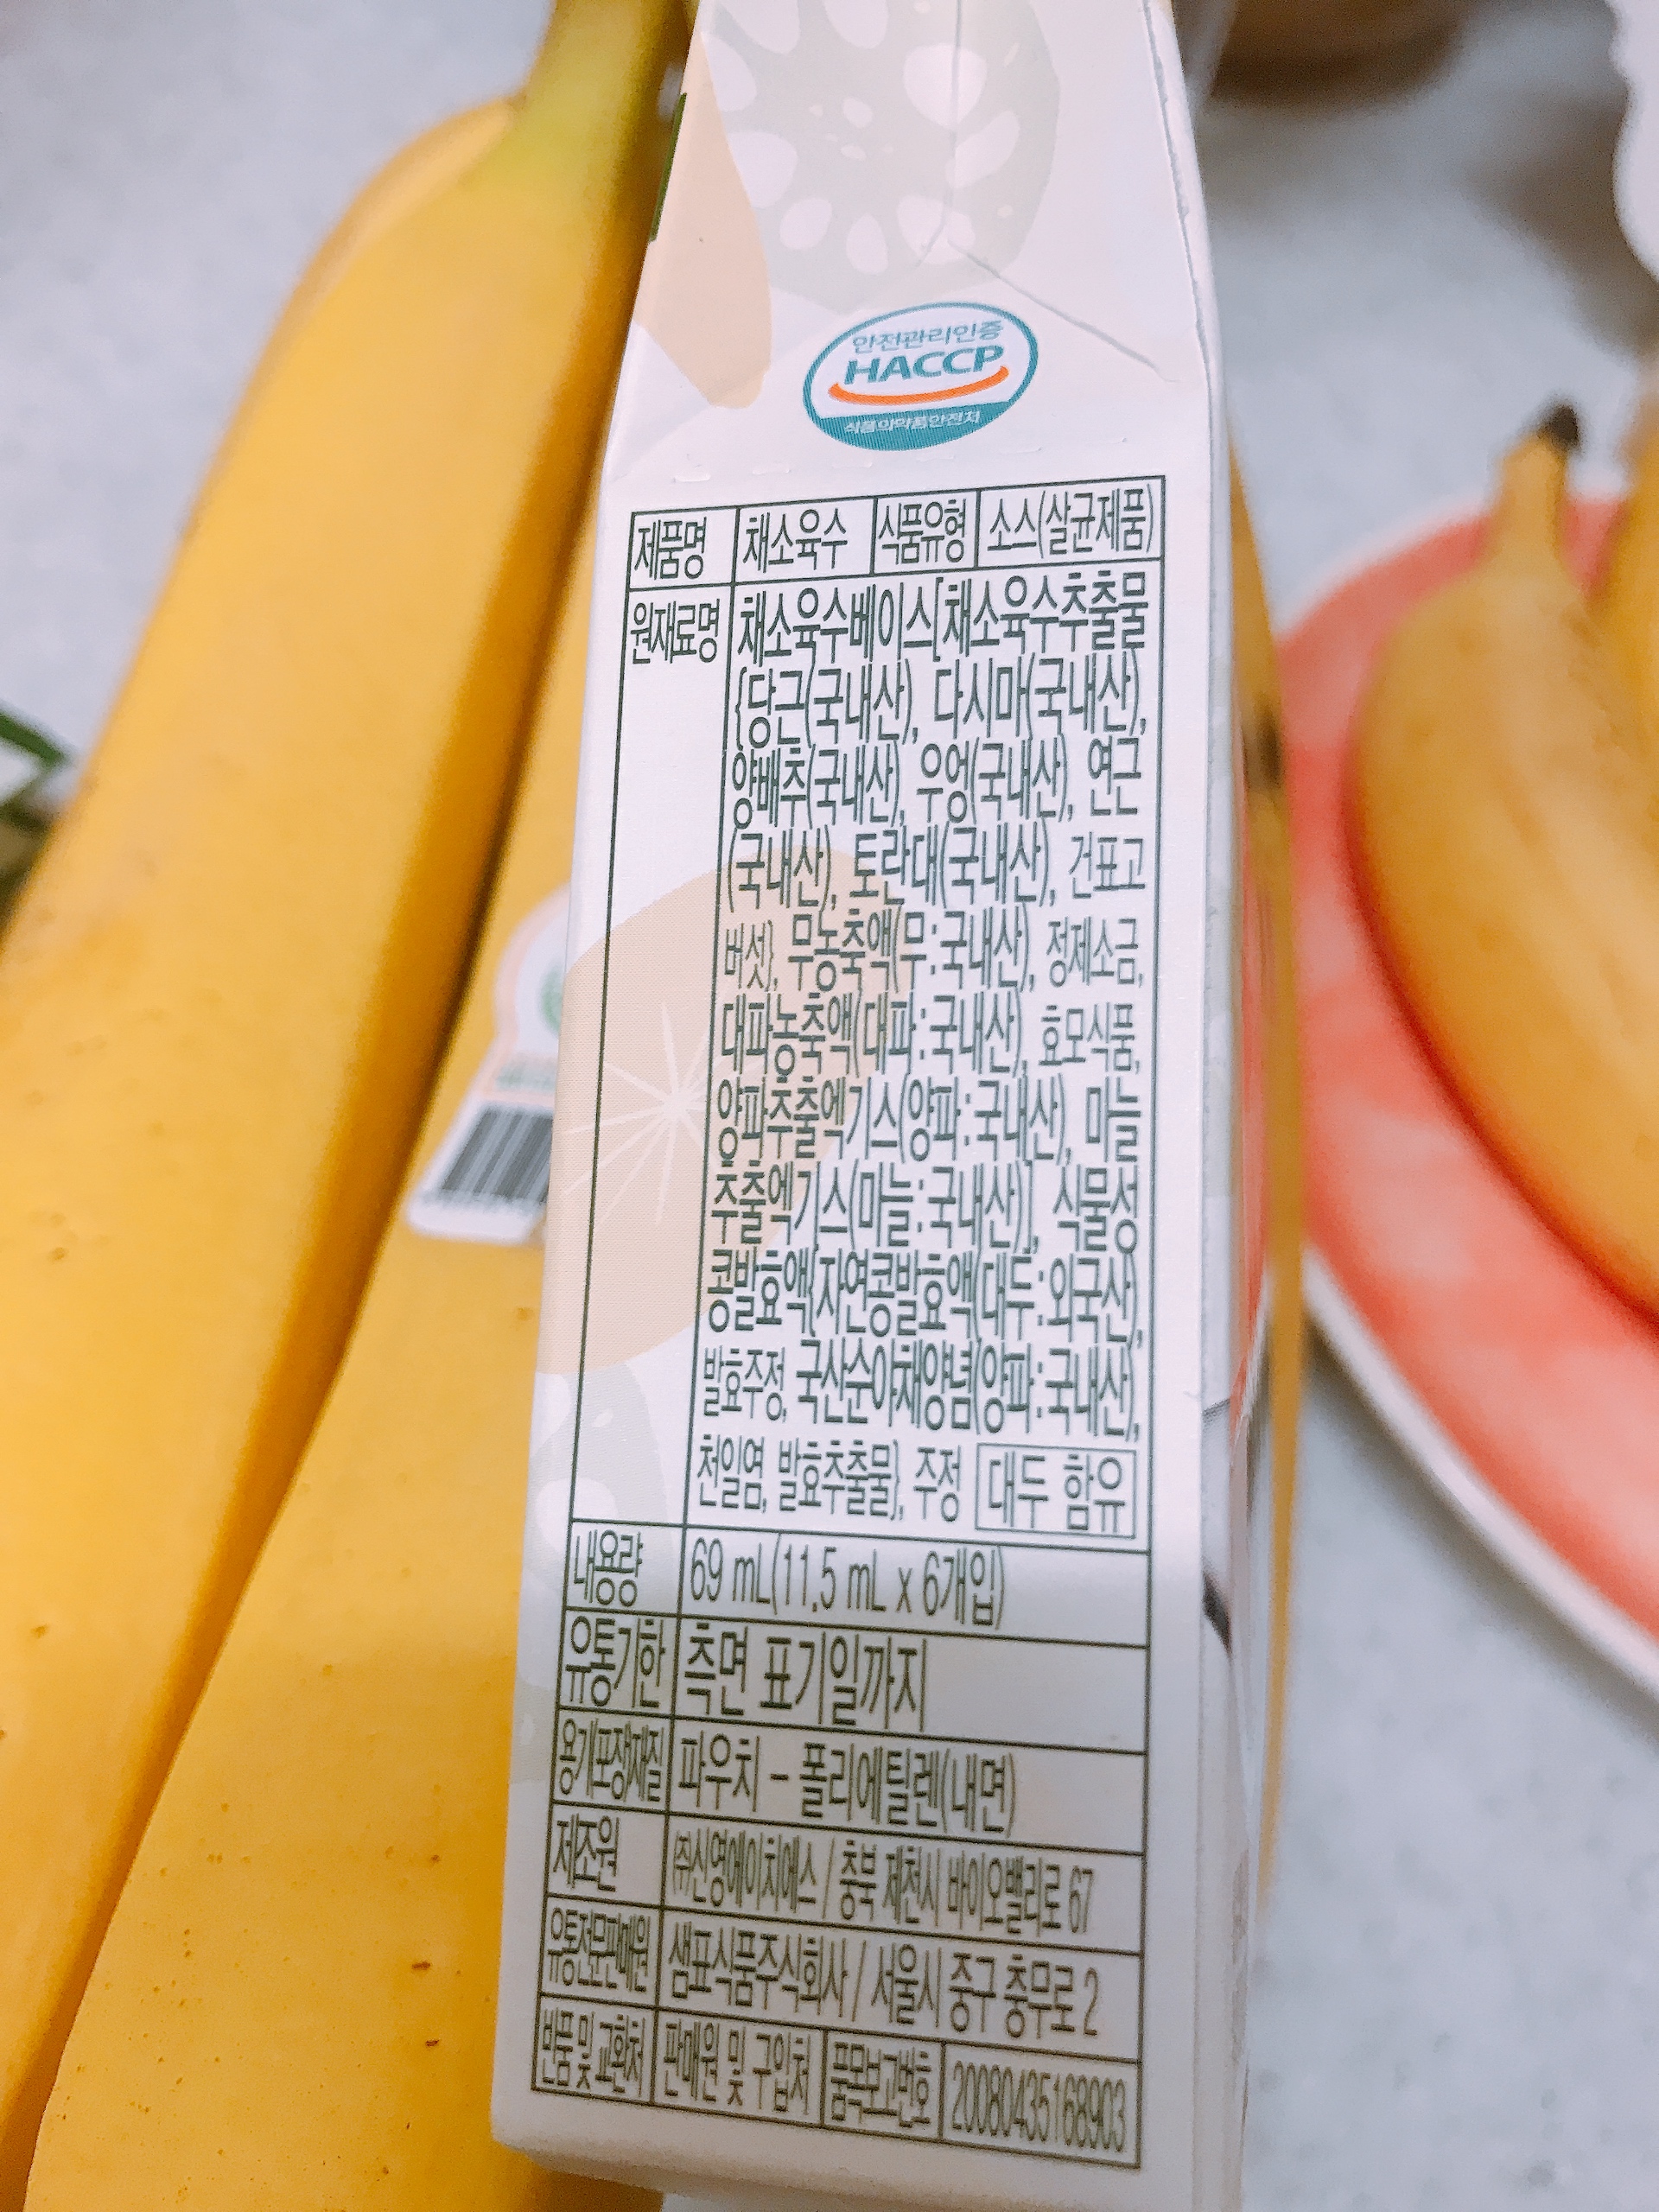 안전관리인증
HACCP
식품의약품안전처
제품명 채소육수 식품유형 소스(살균제품)
원재료명 채소육수베이스[채소육수추출물
{당근(국내산), 다시마(국내산),
양배추(국내산), 우엉(국내산), 연근
(국내산), 토란대(국내산), 건표고
버섯}, 무농축액(무:국내산), 정제소금,
대파농축액(대파:국내산), 효모식품,
양파추출엑기스(양파:국내산), 마늘
추출엑기스(마늘:국내산)], 식물성
콩발효액{자연콩발효액(대두:외국산),
발효주정, 국산순야채양념(양파:국내산),
천일염, 발효추출물}, 주정 대두 함유
내용량 69 mL(11.5 mL x 6개입)
유통기한 측면 표기일까지
용기포장재질 파우치 - 폴리에틸렌(내면)
제조원 ㈜신영에이치에스 / 충북 제천시 바이오밸리로 67
유통전문판매원 샘표식품주식회사 / 서울시 중구 충무로 2
반품 및 교환처 판매원 및 구입처 품목보고번호 20080435168903